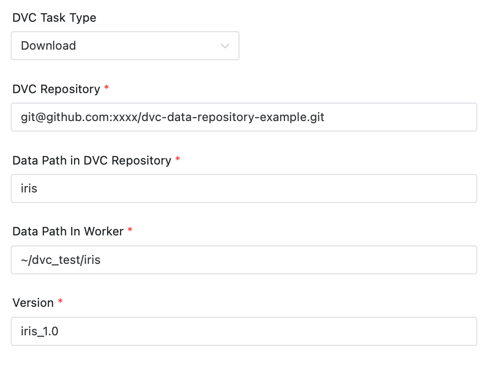 DVC Task Type
Download
DVC Repository *
git@github.com:xxxx/dvc-data-repository-example.git
Data Path in DVC Repository *
iris
Data Path In Worker *
~/dvc_test/iris
Version *
iris_1.0